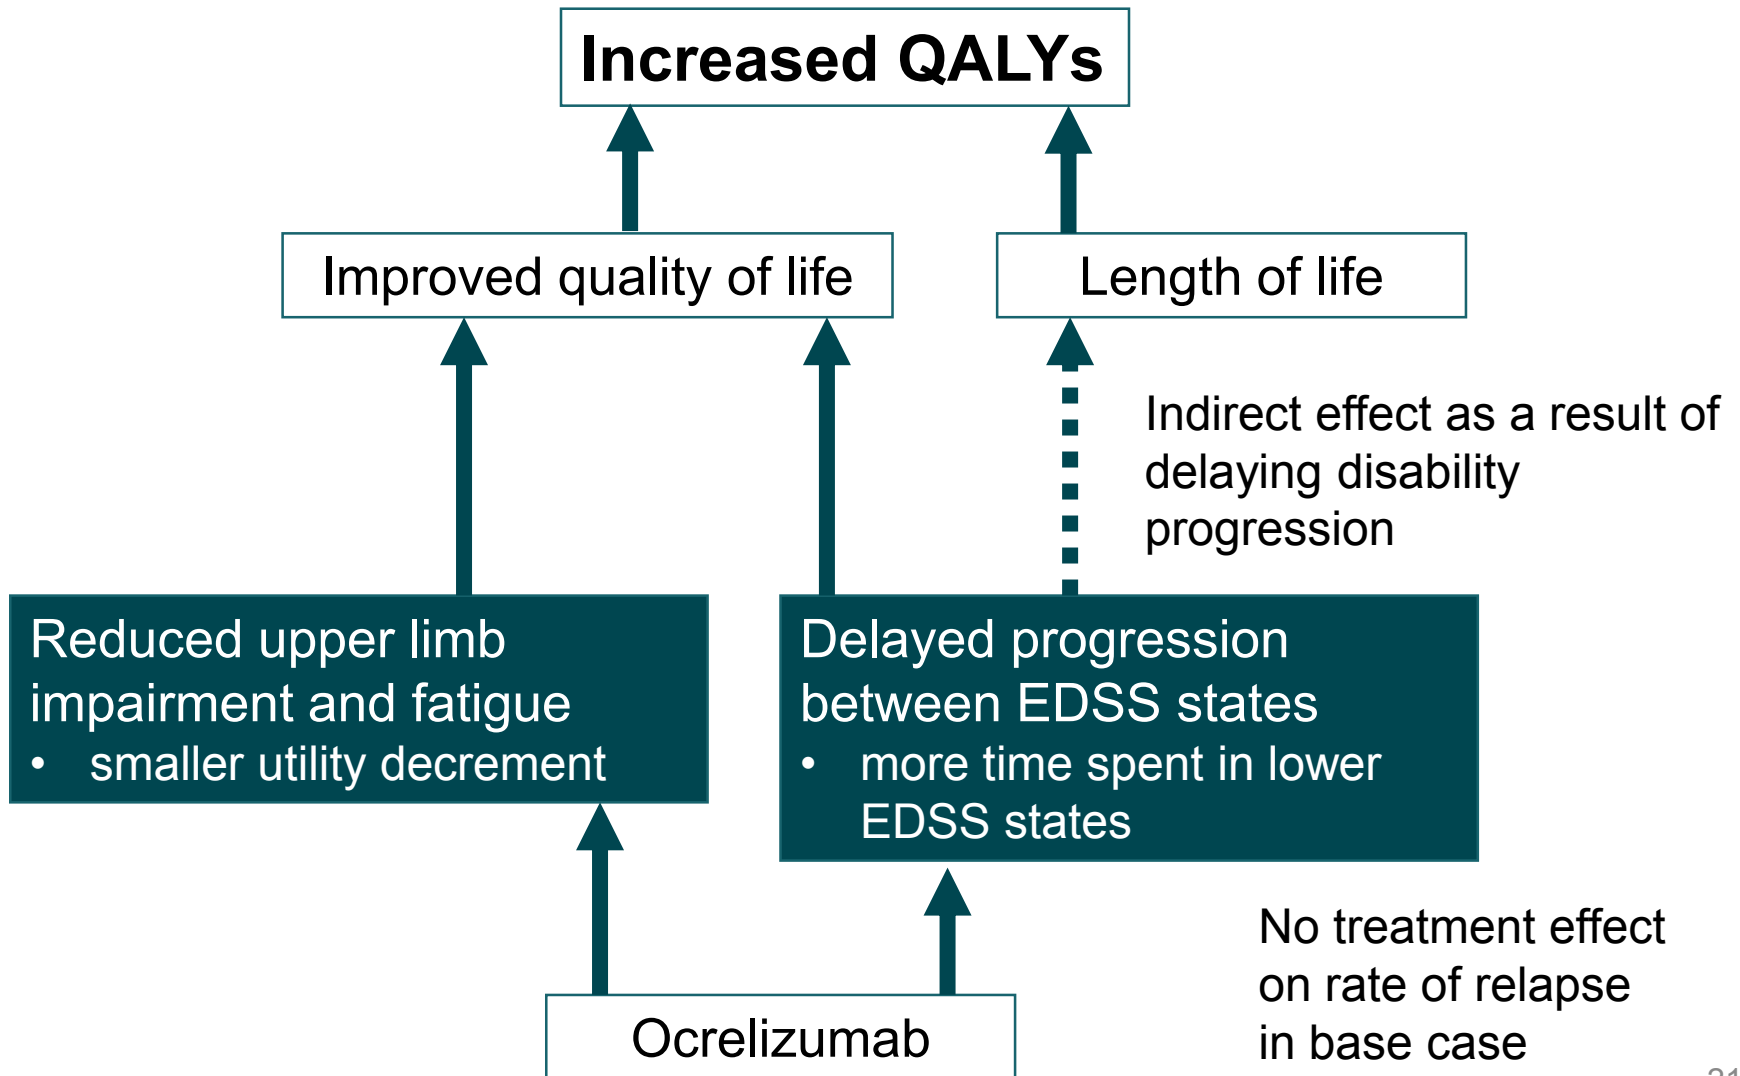 Increased QALYs
Improved quality of life
Length of life
Indirect effect as a result of
delaying disability
progression
Reduced upper limb
impairment and fatigue
• smaller utility decrement
Delayed progression
between EDSS states
• more time spent in lower
EDSS states
No treatment effect
on rate of relapse
in base case
Ocrelizumab